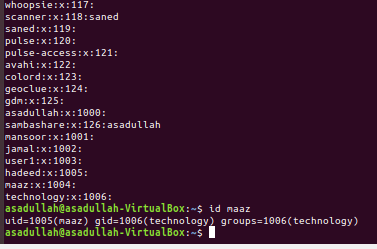 whoopsie:x:117:
scanner:x:118:saned
saned:x:119:
pulse:x:120:
pulse-access:x:121:
avahi:x:122:
colord:x:123:
geoclue:x:124:
gdm:x:125:
asadullah:x:1000:
sambashare:x:126:asadullah
mansoor:x:1001:
jamal:x:1002:
user1:x:1003:
hadeed:x:1005:
maaz:x:1004:
technology:x:1006:
asadullah@asadullah-VirtualBox:~$ id maaz
uid=1005(maaz) gid=1006(technology) groups=1006(technology)
asadullah@asadullah-VirtualBox:~$